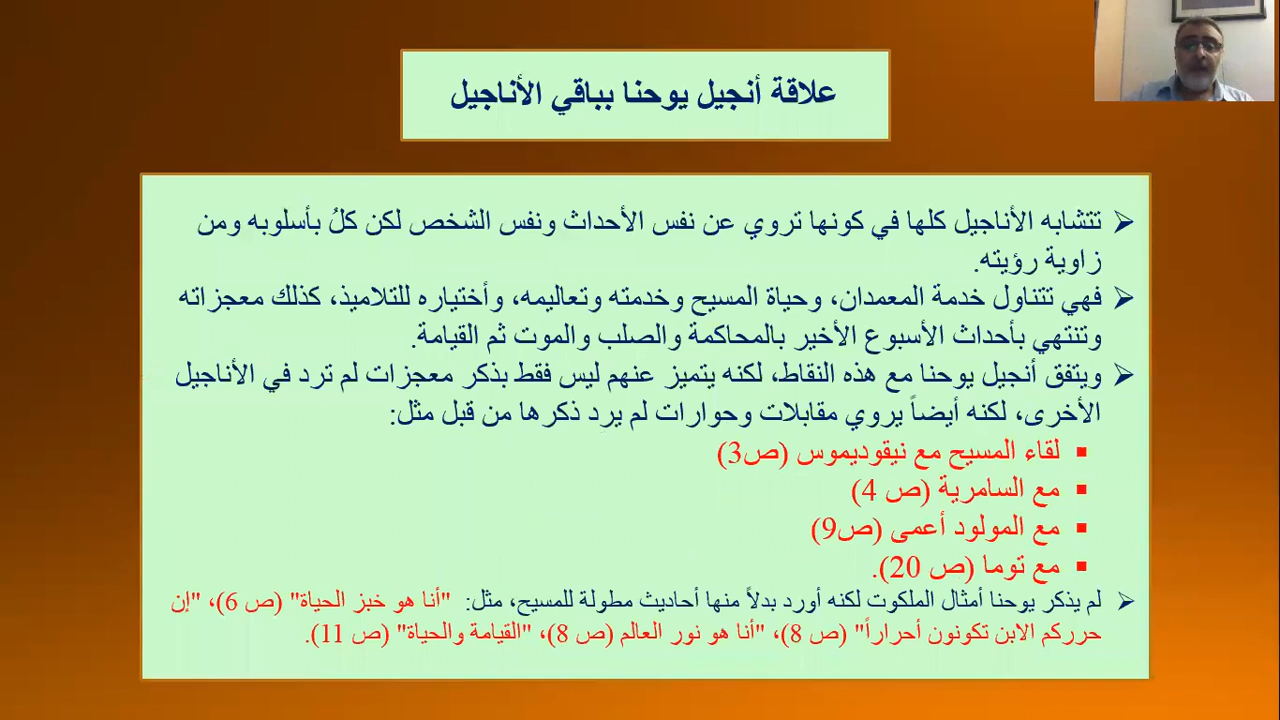 علاقة أنجيل يوحنا بباقي الأناجيل
تتشابه الأناجيل كلها في كونها تروي عن نفس الأحداث ونفس الشخص لكن كلُ بأسلوبه ومن
زاوية رؤيته.
فهي تتناول خدمة المعمدان، وحياة المسيح وخدمته وتعاليمه، وأختياره للتلاميذ، كذلك معجزاته
وتنتهي بأحداث الأسبوع الأخير بالمحاكمة والصلب والموت ثم القيامة.
ويتفق أنجيل يوحنا مع هذه النقاط، لكنه يتميز عنهم ليس فقط بذكر معجزات لم ترد في الأناجيل
الأخرى، لكنه أيضاً يروي مقابلات وحوارات لم يرد ذكرها من قبل مثل:
لقاء المسيح مع نيقوديموس (ص3)
مع السامرية (ص 4)
مع المولود أعمى (ص9)
مع توما (ص 20).
لم يذكر يوحنا أمثال الملكوت لكنه أورد بدلاً منها أحاديث مطولة للمسيح، مثل: "أنا هو خبز الحياة" (ص 6)، "إن
حرركم الابن تكونون أحراراً" (ص 8)، "أنا هو نور العالم (ص 8)، "القيامة والحياة" (ص 11).